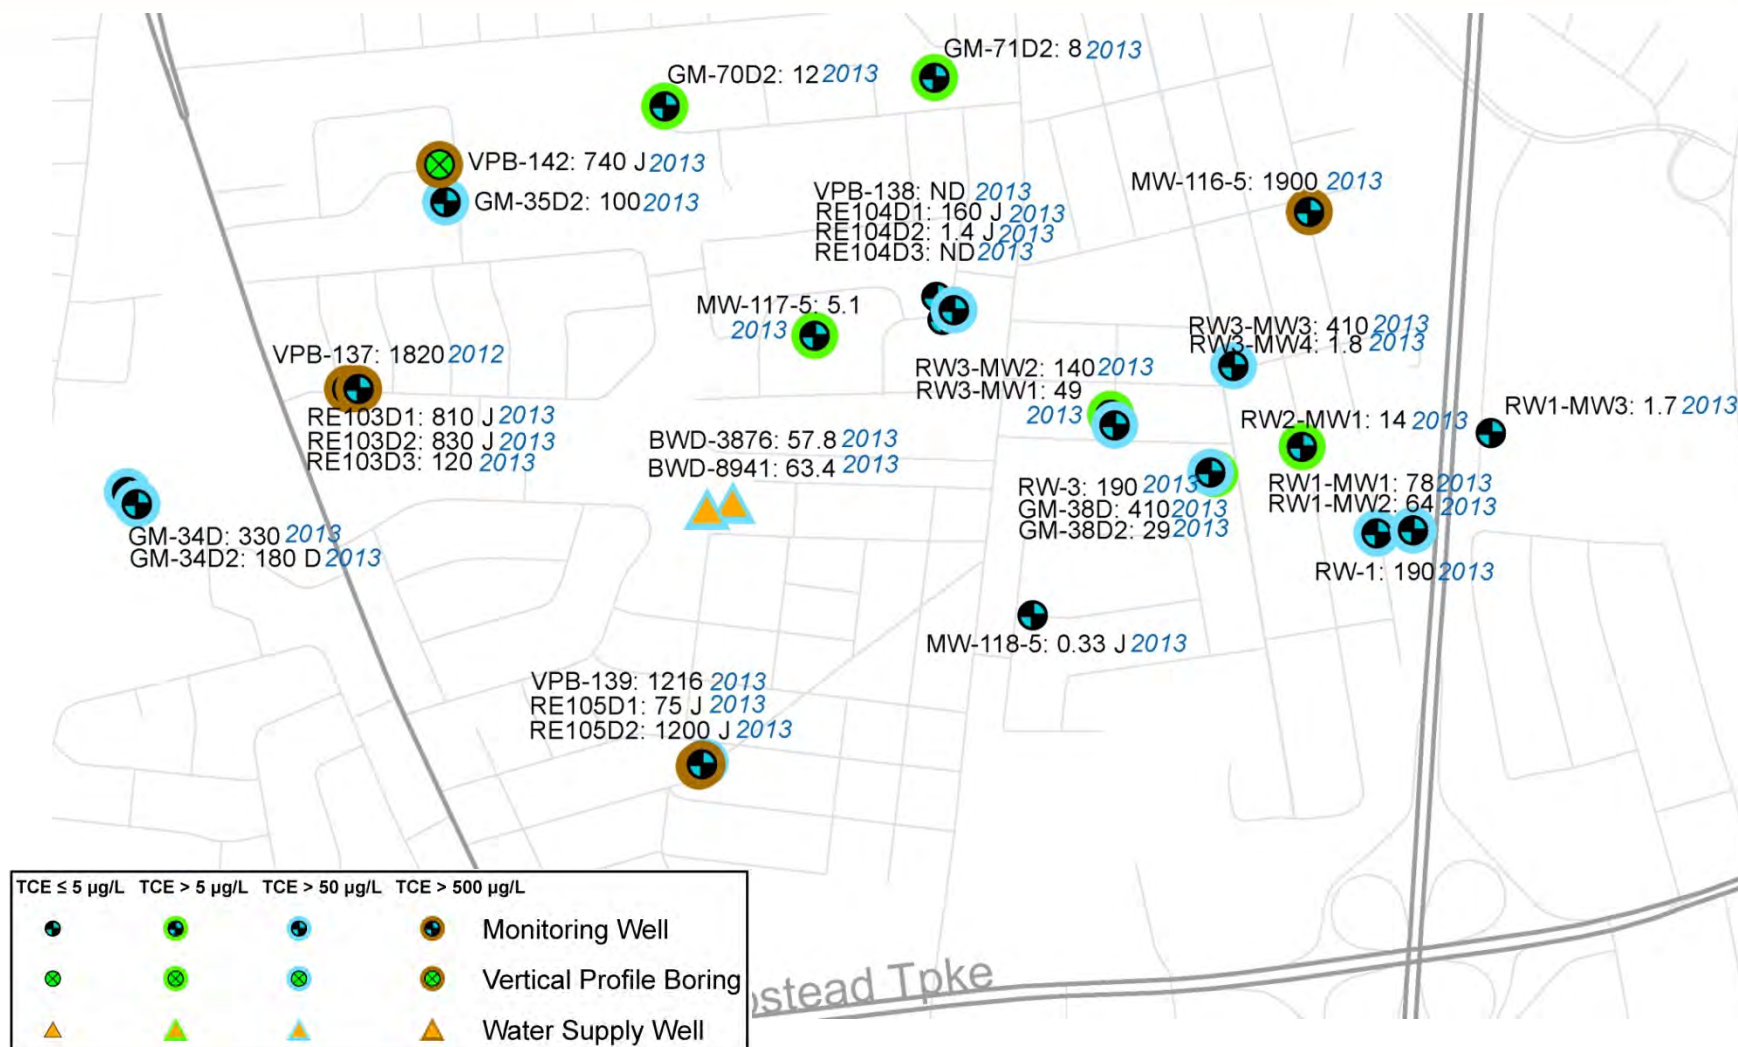 GM-71D2: 8 2013
GM-70D2: 12 2013
VPB-142: 740 J 2013
GM-35D2: 100 2013
VPB-138: ND 2013
RE104D1: 160 J 2013
RE104D2: 1.4 J 2013
RE104D3: ND 2013
MW-116-5: 1900 2013
MW-117-5: 5.1
2013
RW3-MW3: 410 2013
RW3-MW4: 1.8 2013
VPB-137: 1820 2012
RW3-MW2: 140 2013
RW3-MW1: 49
2013
RE103D1: 810 J 2013
RE103D2: 830 J 2013
RE103D3: 120 2013
BWD-3876: 57.8 2013
BWD-8941: 63.4 2013
RW2-MW1: 14 2013
RW1-MW3: 1.7 2013
RW-3: 190 2013
GM-38D: 410 2013
GM-38D2: 29 2013
RW1-MW1: 78 2013
RW1-MW2: 64 2013
RW-1: 190 2013
GM-34D: 330 2013
GM-34D2: 180 D 2013
MW-118-5: 0.33 J 2013
VPB-139: 1216 2013
RE105D1: 75 J 2013
RE105D2: 1200 J 2013
TCE ≤ 5 µg/L TCE > 5 µg/L TCE > 50 µg/L TCE > 500 µg/L
Monitoring Well
Vertical Profile Boring
Water Supply Well
stead Tpke